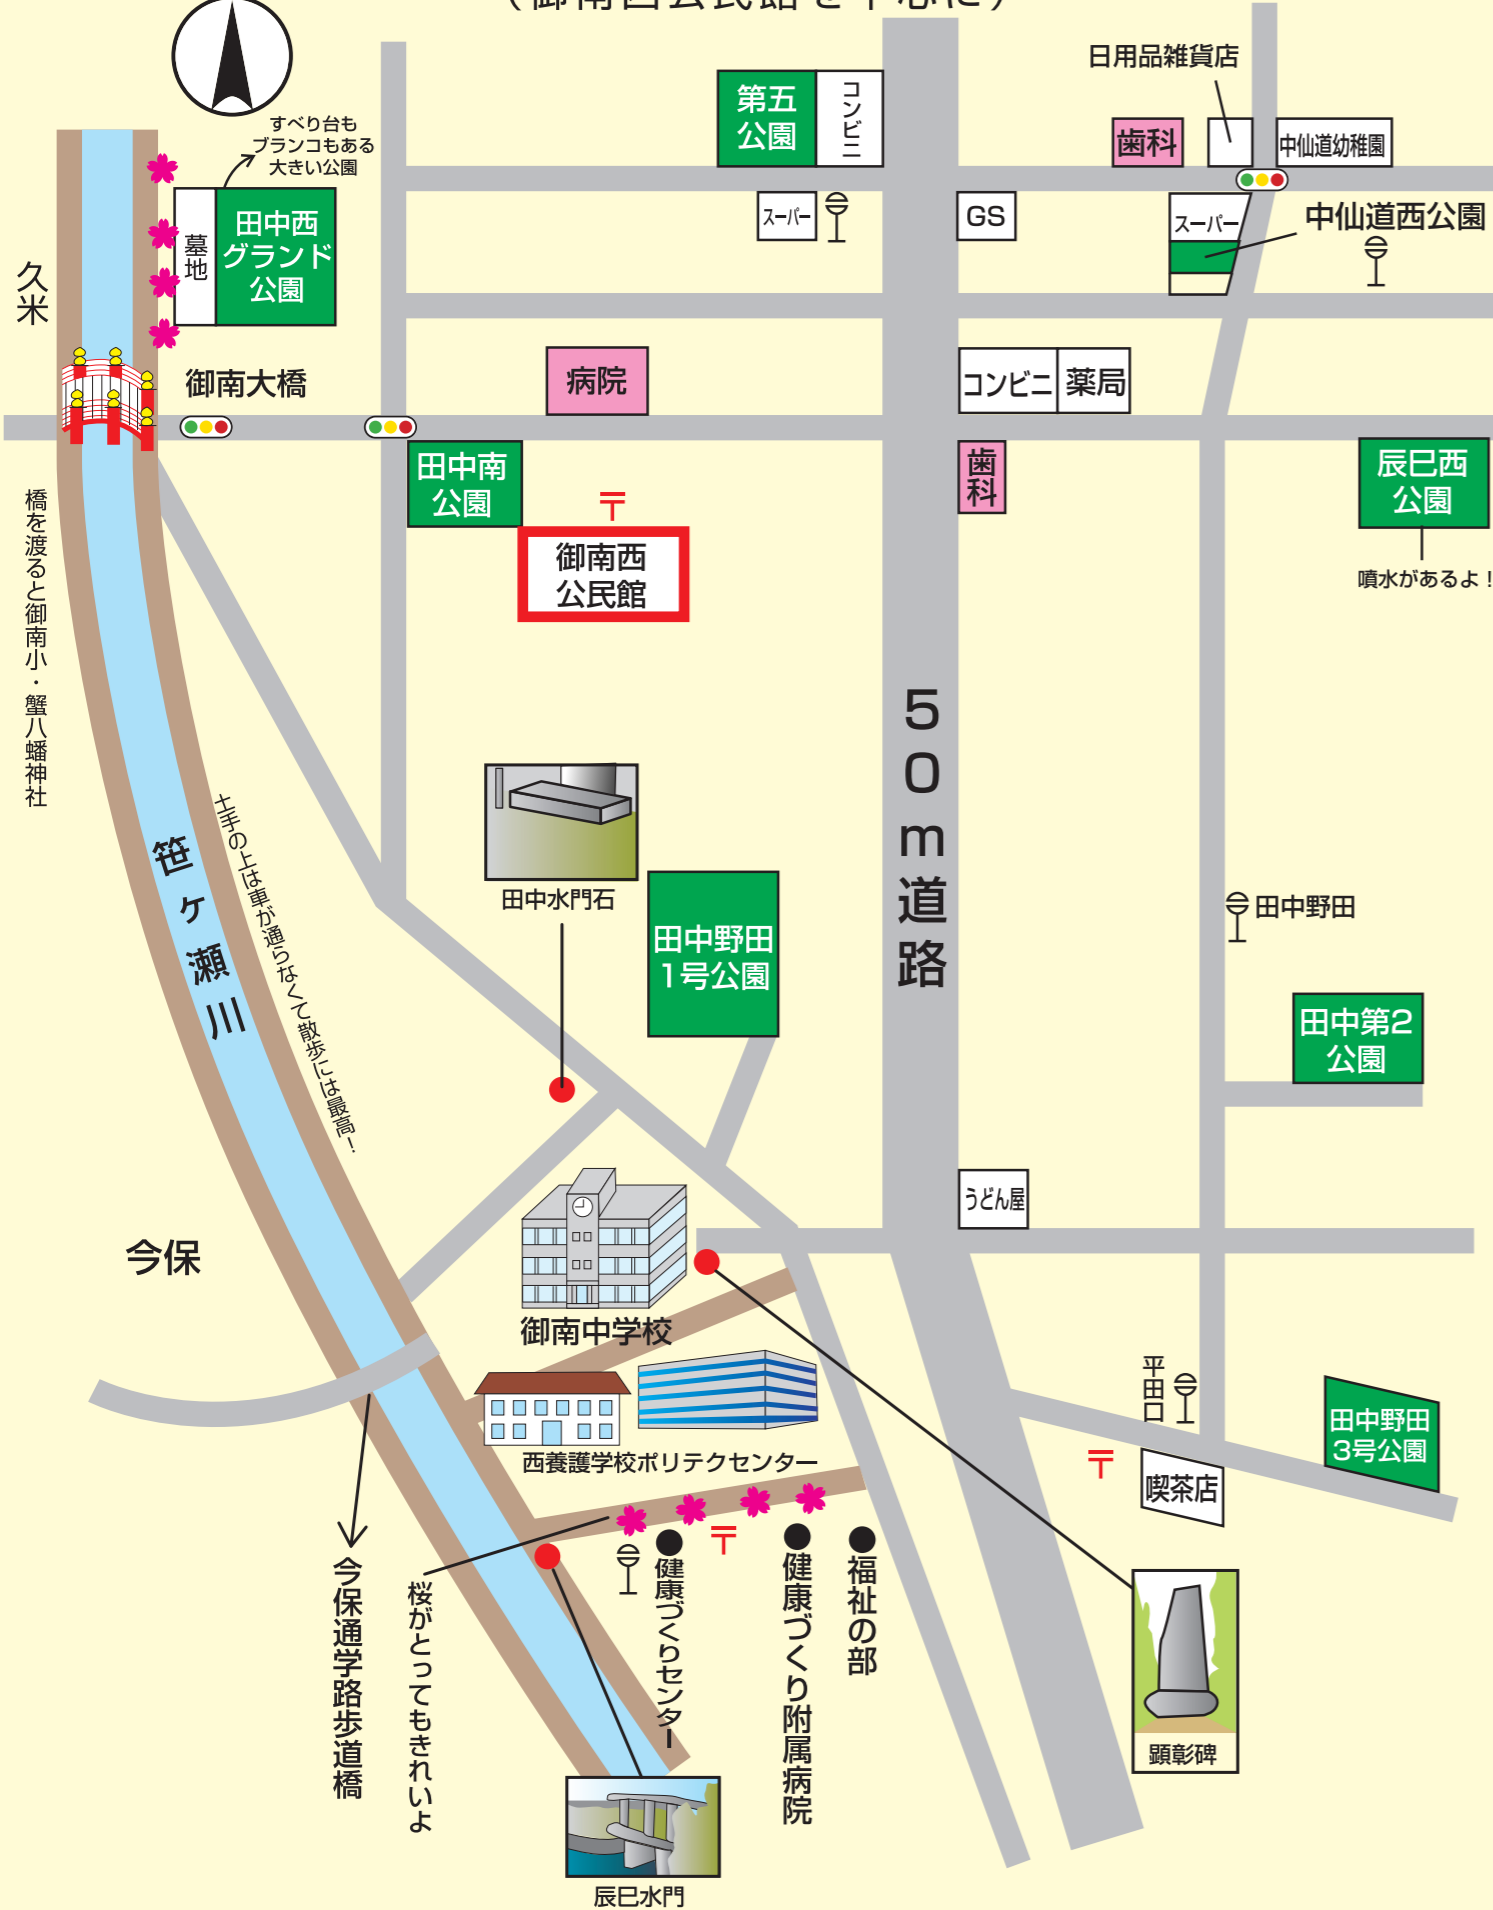 (御南西公民館を中心に)
日用品雑貨店
第五
公園
コンビニ
歯科
中仙道幼稚園
すべり台も
ブランコもある
大きい公園
スーパー
GS
スーパー
中仙道西公園
墓地
田中西
グランド
公園
久米
御南大橋
病院
コンビニ
薬局
田中南
公園
〒
歯科
辰巳西
公園
噴水があるよ!
御南西
公民館
橋を渡ると御南小・蟹八幡神社
50m道路
笹ヶ瀬川
土手の上は車が通らなくて散歩には最高!
田中水門石
田中野田
1号公園
田中野田
田中第2
公園
うどん屋
今保
御南中学校
西養護学校
ポリテクセンター
平田口
〒
喫茶店
田中野田
3号公園
〒
今保通学路歩道橋
桜がとってもきれいよ
健康づくりセンター
健康づくり附属病院
福祉の部
顕彰碑
辰巳水門